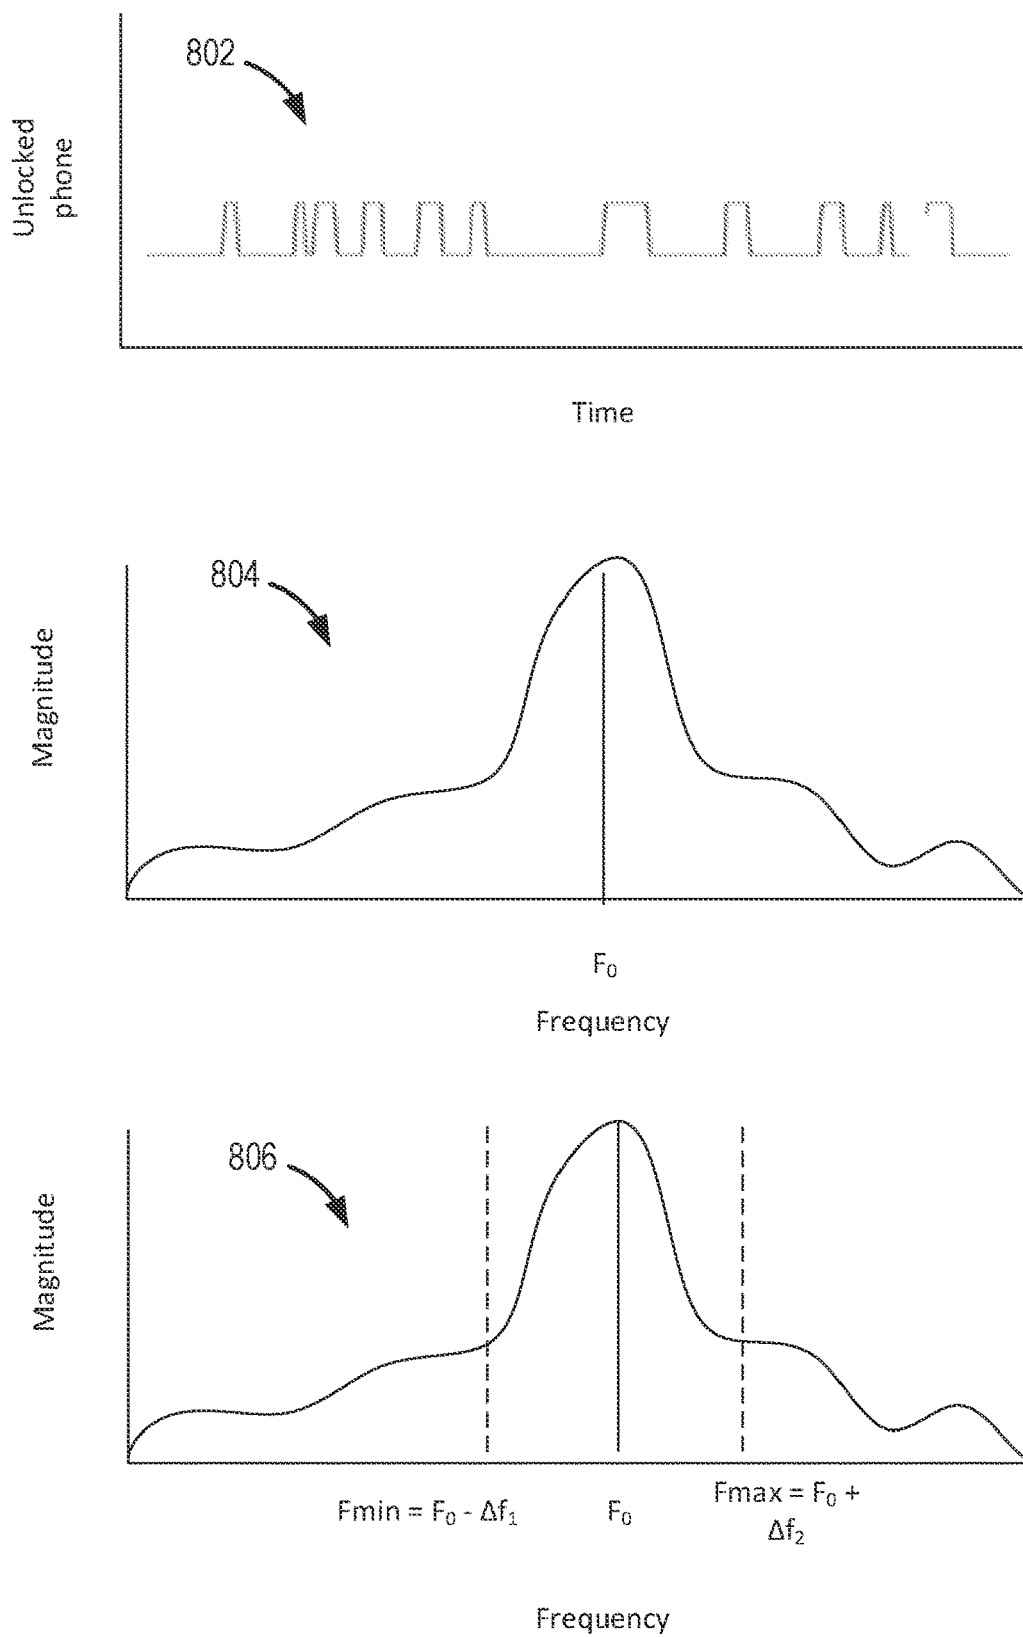 802
Unlocked
phone
Time
804
Magnitude
F₀
Frequency
806
Magnitude
Fmin = F₀ - Δf₁
F₀
Fmax = F₀ +
Δf₂
Frequency